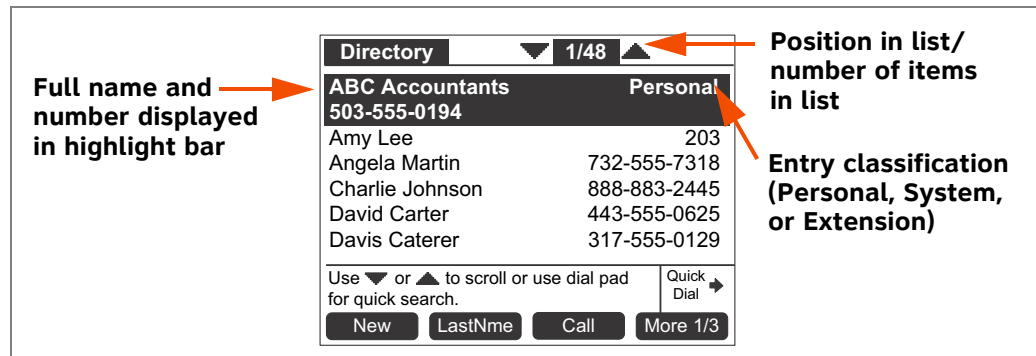 Full name and
number displayed
in highlight bar
Directory 1/48
ABC Accountants Personal
503-555-0194
Amy Lee 203
Angela Martin 732-555-7318
Charlie Johnson 888-883-2445
David Carter 443-555-0625
Davis Caterer 317-555-0129
Use ▼ or ▲ to scroll or use dial pad
for quick search.
Quick
Dial
New LastNme Call More 1/3
Position in list/
number of items
in list
Entry classification
(Personal, System,
or Extension)